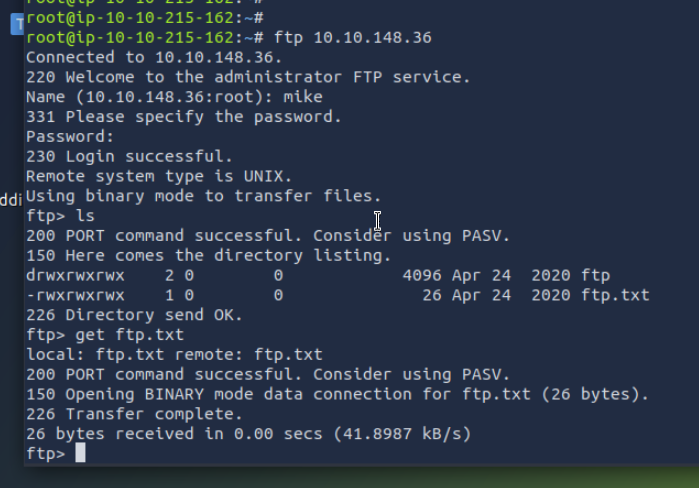 root@ip-10-10-215-162:~#
root@ip-10-10-215-162:~#
T
root@ip-10-10-215-162:~# ftp 10.10.148.36
Connected to 10.10.148.36.
220 Welcome to the administrator FTP service.
Name (10.10.148.36:root): mike
331 Please specify the password.
Password:
230 Login successful.
Remote system type is UNIX.
Using binary mode to transfer files.
ddi
ftp> ls
200 PORT command successful. Consider using PASV.
150 Here comes the directory listing.
drwxrwxrwx    2 0        0            4096 Apr 24  2020 ftp
-rwxrwxrwx    1 0        0              26 Apr 24  2020 ftp.txt
226 Directory send OK.
ftp> get ftp.txt
local: ftp.txt remote: ftp.txt
200 PORT command successful. Consider using PASV.
150 Opening BINARY mode data connection for ftp.txt (26 bytes).
226 Transfer complete.
26 bytes received in 0.00 secs (41.8987 kB/s)
ftp>